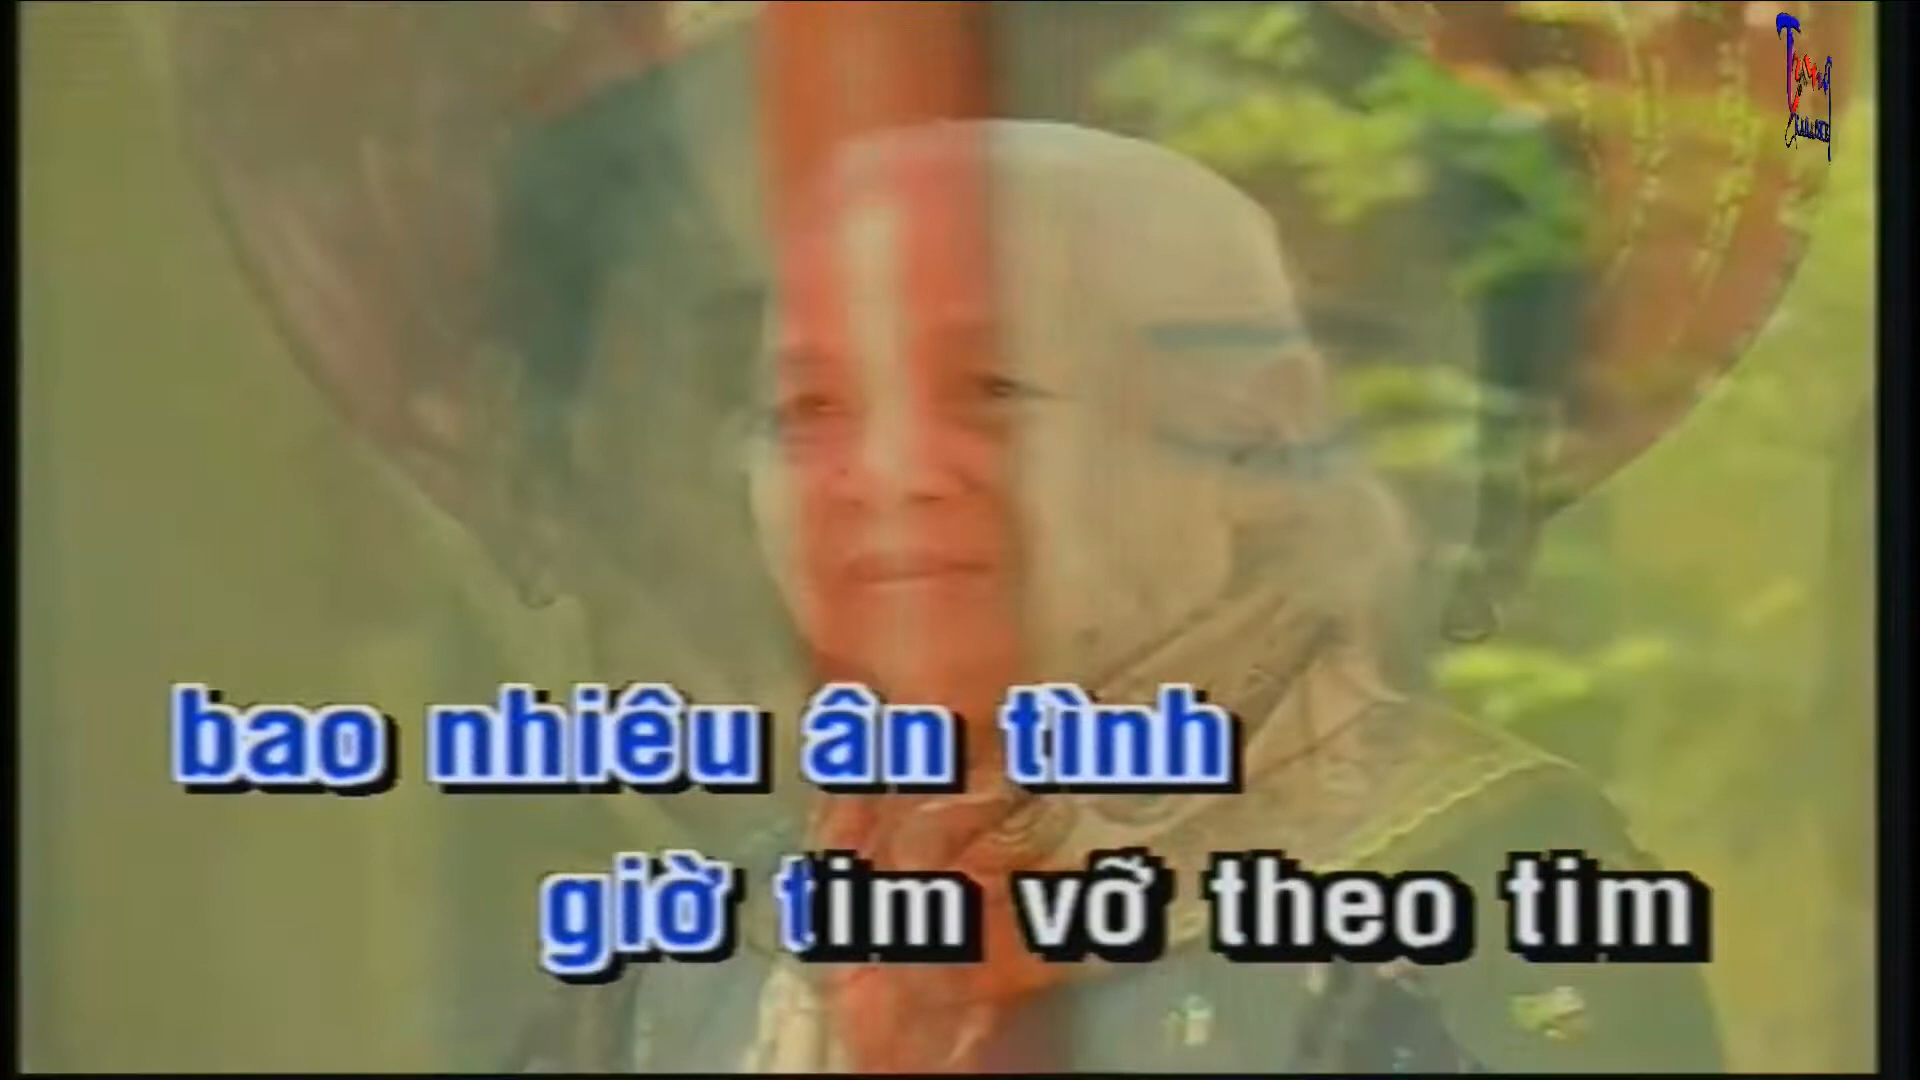 bao nhiêu ân tình
giờ tim vỡ theo tim